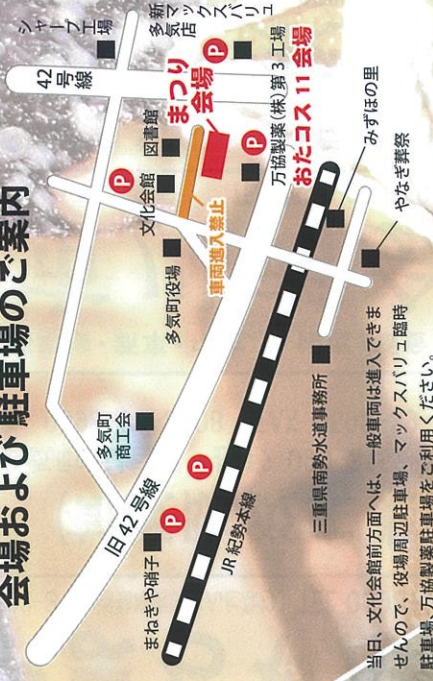 会場および駐車場のご案内
シャープ工場
42
号線
新マックスバリュ
多気店
P
まつり
会場
図書館
P
文化会館
P
万協製薬(株)第3工場
おたコス11会場
車両進入禁止
多気町役場
みずほの里
やなぎ葬祭
多気町
商工会
旧42号線
P
P
まねきや硝子
JR紀勢本線
三重県南勢水道事務所
当日、文化会館前方面へは、一般車両は進入できま
せんので、役場周辺駐車場、マックスバリュ臨時
駐車場、万協製薬駐車場をご利用ください。